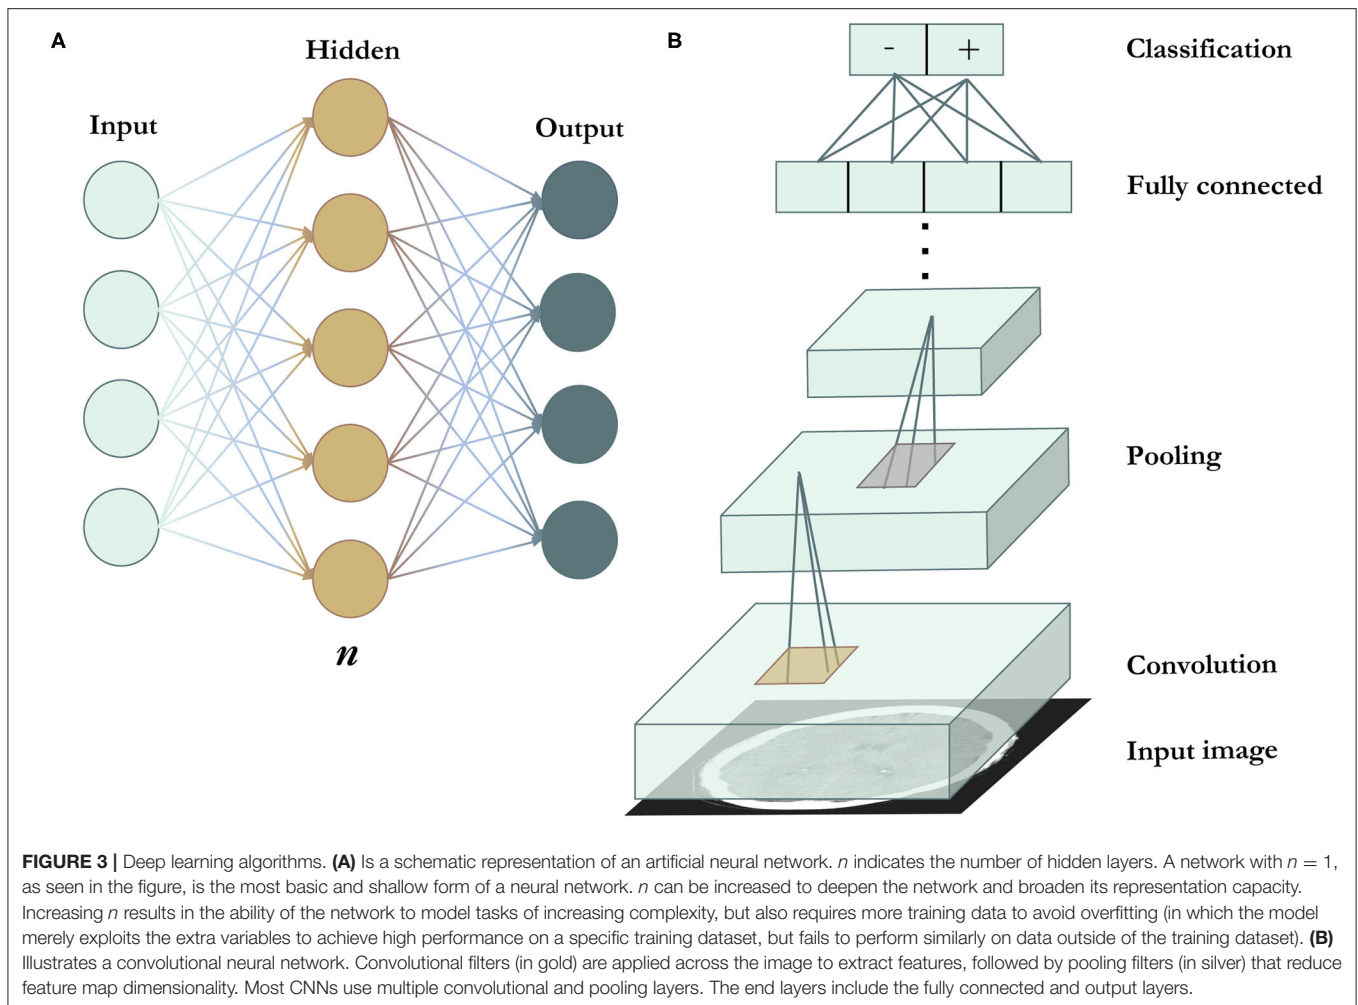 A
Hidden
Input
Output
n
B
- +
Classification
Fully connected
Pooling
Convolution
Input image
FIGURE 3 | Deep learning algorithms. (A) Is a schematic representation of an artificial neural network. n indicates the number of hidden layers. A network with n = 1,
as seen in the figure, is the most basic and shallow form of a neural network. n can be increased to deepen the network and broaden its representation capacity.
Increasing n results in the ability of the network to model tasks of increasing complexity, but also requires more training data to avoid overfitting (in which the model
merely exploits the extra variables to achieve high performance on a specific training dataset, but fails to perform similarly on data outside of the training dataset). (B)
Illustrates a convolutional neural network. Convolutional filters (in gold) are applied across the image to extract features, followed by pooling filters (in silver) that reduce
feature map dimensionality. Most CNNs use multiple convolutional and pooling layers. The end layers include the fully connected and output layers.